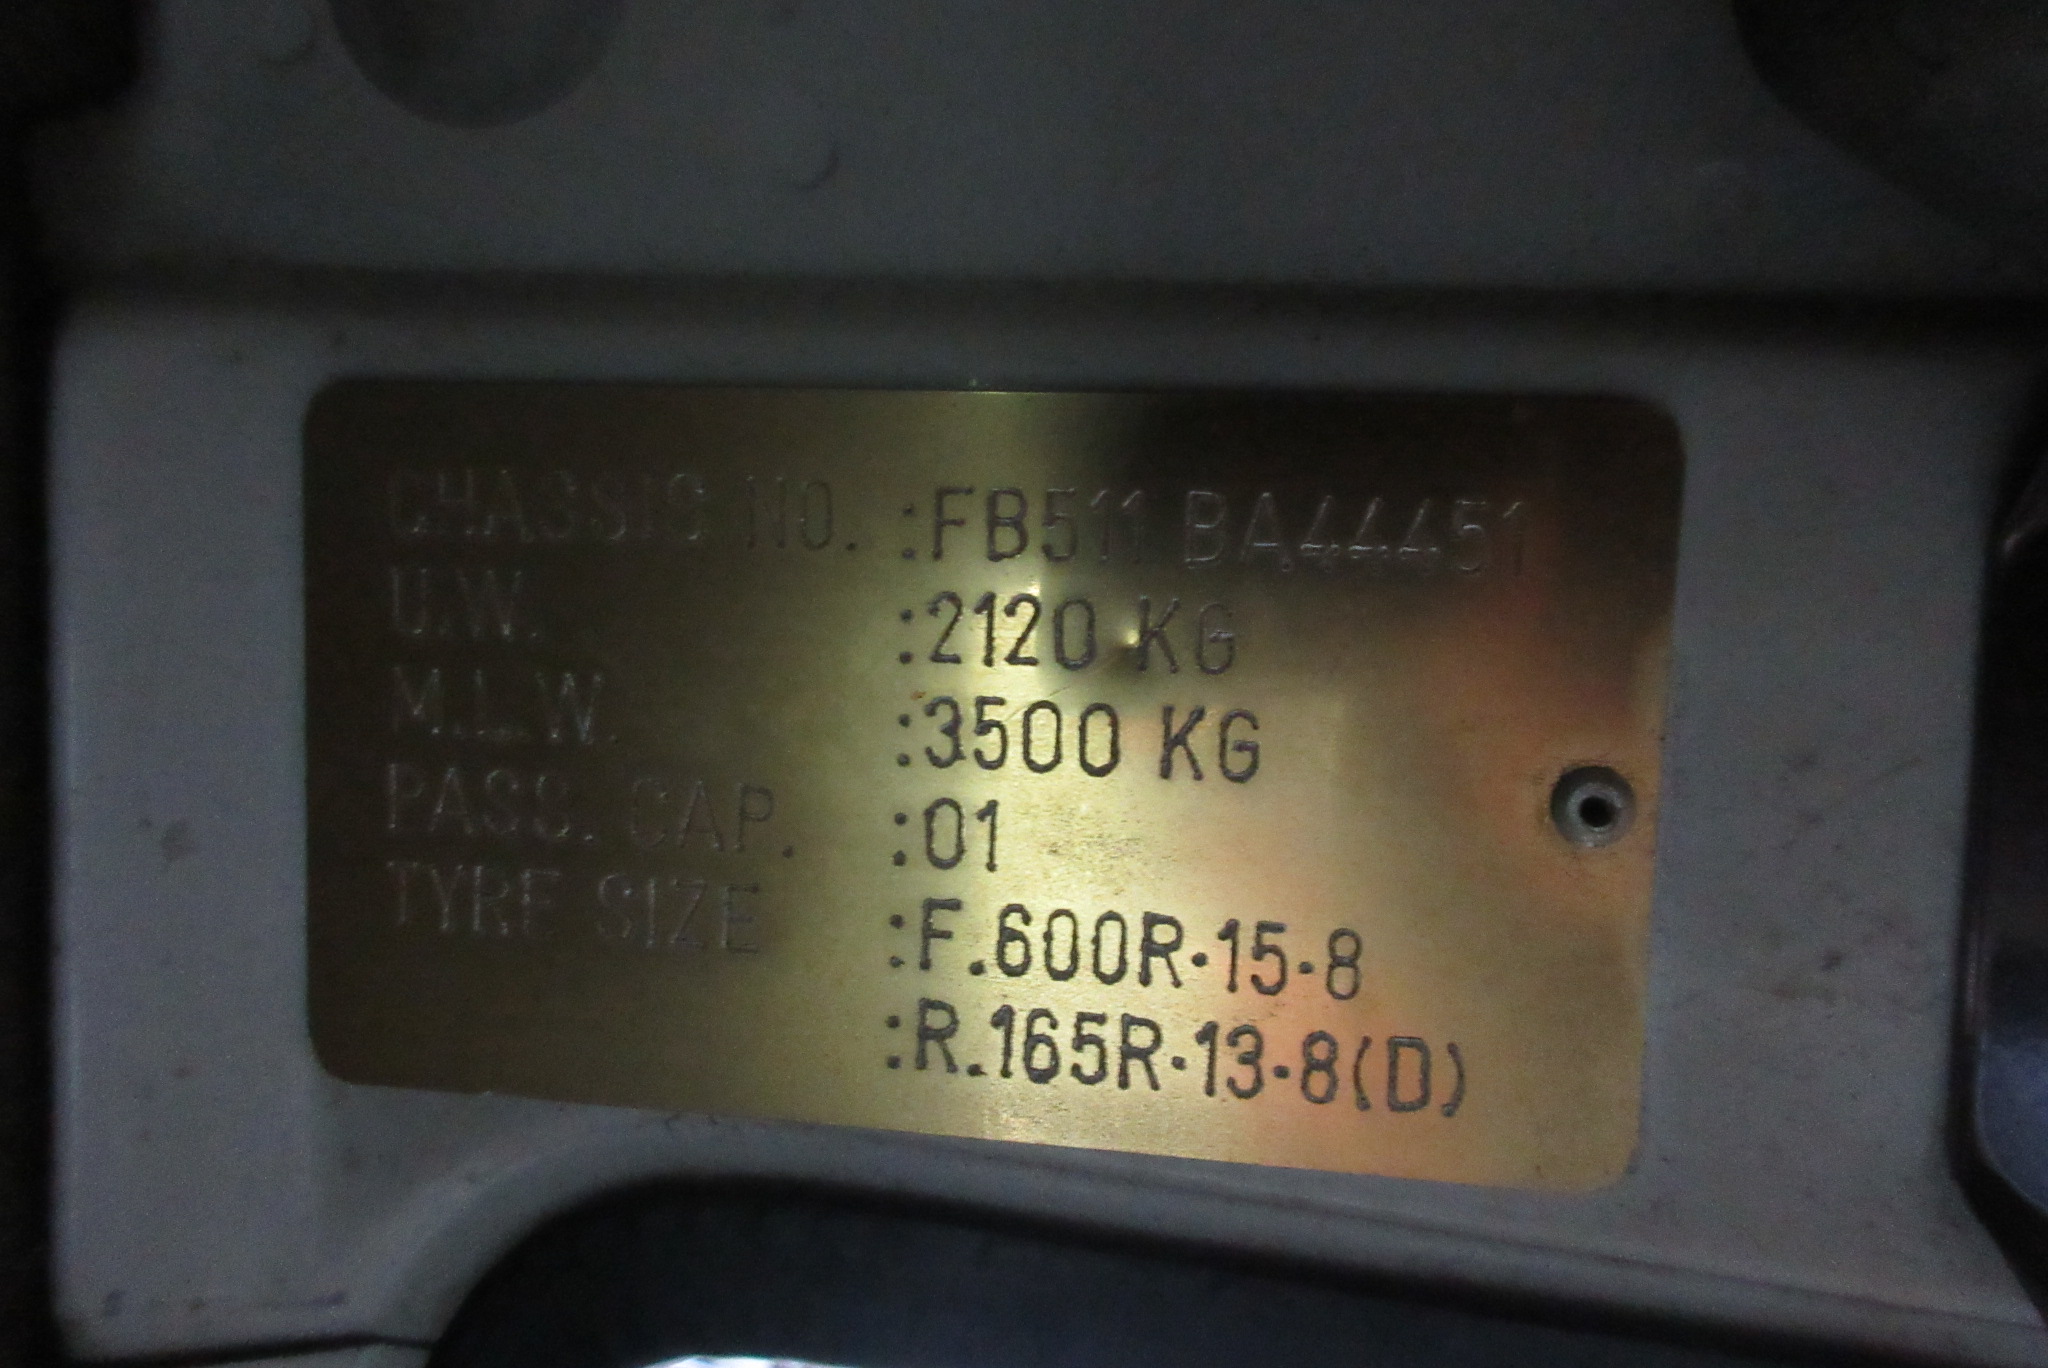 CHASSIS NO. :FB511 BA44451
U.W. :2120 KG
M.L.W. :3500 KG
PASS. CAP. :01
TYRE SIZE :F.600R·15·8
:R.165R·13·8(D)